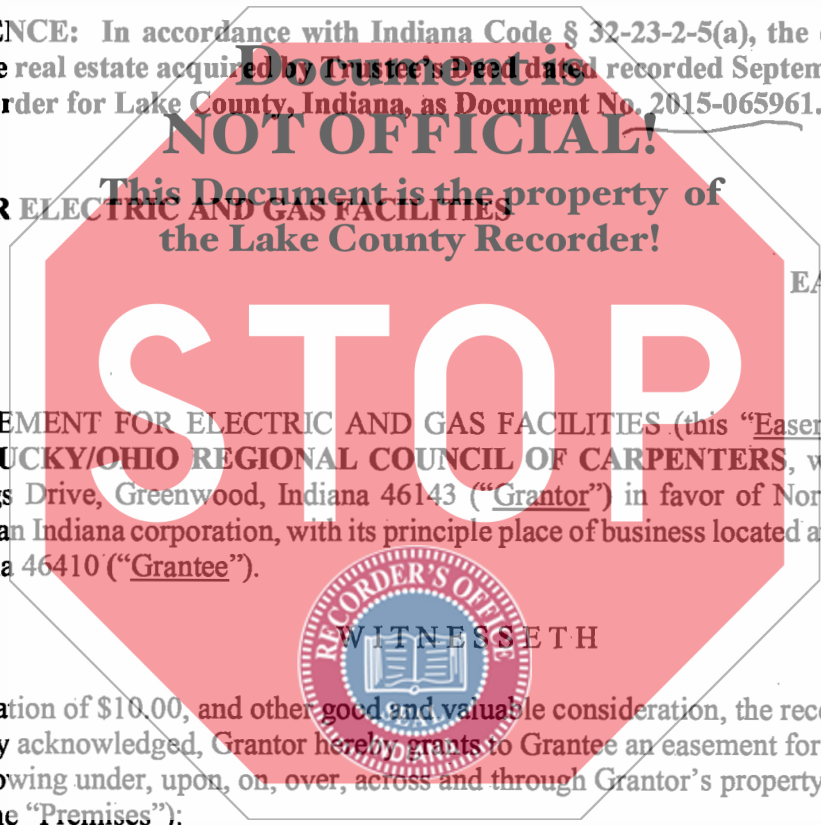 ENCE: In accordance with Indiana Code § 32-23-2-5(a), the
Document is
e real estate acquired by Trustee's Deed dated recorded Septem
rder for Lake County, Indiana, as Document No. 2015-065961.
NOT OFFICIAL!
This Document is the property of
R ELECTRIC AND GAS FACILITIES
the Lake County Recorder!
EA
STOP
EMENT FOR ELECTRIC AND GAS FACILITIES (this “Easem
UCKY/OHIO REGIONAL COUNCIL OF CARPENTERS, w
gs Drive, Greenwood, Indiana 46143 (“Grantor”) in favor of Nor
an Indiana corporation, with its principle place of business located a
a 46410 (“Grantee”).
RECORDER'S OFFICE
WITNESSETH
SEAL
ation of $10.00, and other good and valuable consideration, the rece
INDIANA
y acknowledged, Grantor hereby grants to Grantee an easement for
owing under, upon, on, over, across and through Grantor's property
he “Premises”):